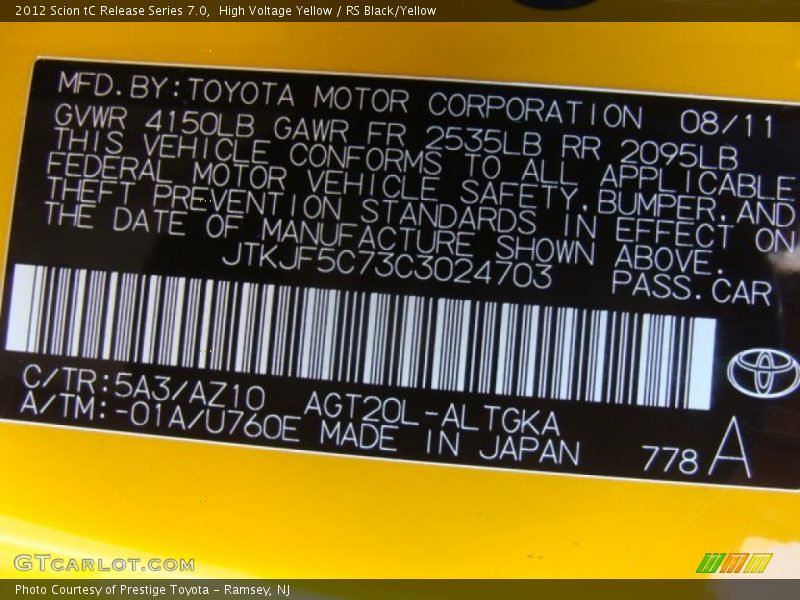 2012 Scion tC Release Series 7.0, High Voltage Yellow / RS Black/Yellow
MFD. BY: TOYOTA MOTOR CORPORATION 08/11
GVWR 4150LB GAWR FR 2535LB RR 2095LB
THIS VEHICLE CONFORMS TO ALL APPLICABLE
FEDERAL MOTOR VEHICLE SAFETY, BUMPER, AND
THEFT PREVENTION STANDARDS IN EFFECT ON
THE DATE OF MANUFACTURE SHOWN ABOVE.
JTKJF5C73C3024703 PASS. CAR
C/TR: 5A3/AZ10 AGT20L-ALTGKA
A/TM: -01A/U760E MADE IN JAPAN 778 A
GTCARLOT.COM
Photo Courtesy of Prestige Toyota - Ramsey, NJ